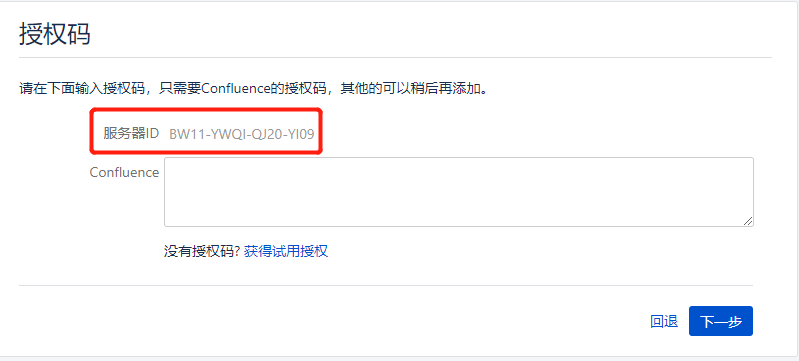 授权码
请在下面输入授权码，只需要Confluence的授权码，其他的可以稍后再添加。
服务器ID BW11-YWQI-QJ20-YI09
Confluence
没有授权码? 获得试用授权
回退 下一步